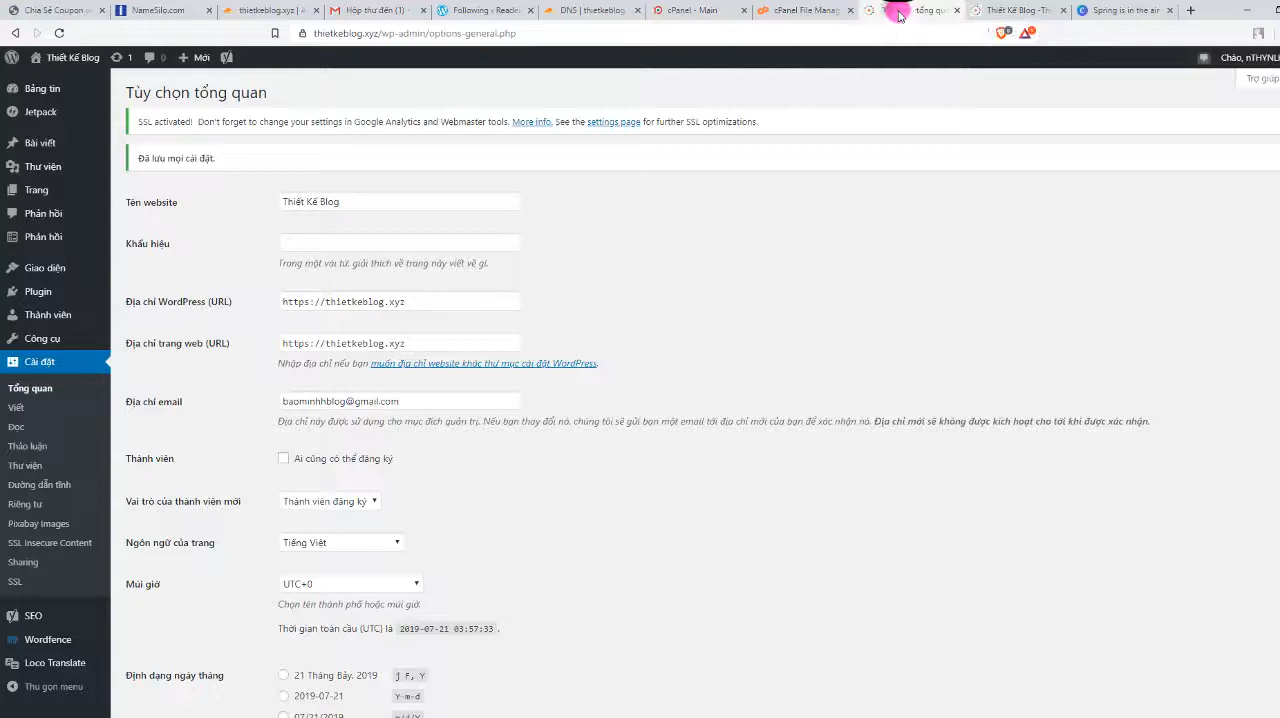 Chia Sẻ Coupon v
NameSilo.com
thietkeblog.xyz | A
Hộp thư đến (1) -
Following ‹ Reade
DNS | thietkeblog.
cPanel - Main
cPanel File Manag
tổng qu
Thiết Kế Blog - Th
Spring is in the air
thietkeblog.xyz/wp-admin/options-general.php
Thiết Kế Blog
1
0
Mới
Chào, nTHYNLH
Trợ giúp
Bảng tin
Jetpack
Bài viết
Thư viện
Trang
Phản hồi
Phản hồi
Giao diện
Plugin
Thành viên
Công cụ
Cài đặt
Tổng quan
Viết
Đọc
Thảo luận
Thư viện
Đường dẫn tĩnh
Riêng tư
Pixabay Images
SSL Insecure Content
Sharing
SSL
SEO
Wordfence
Loco Translate
Thu gọn menu
Tùy chọn tổng quan
SSL activated! Don't forget to change your settings in Google Analytics and Webmaster tools. More info. See the settings page for further SSL optimizations.
Đã lưu mọi cài đặt.
Tên website
Thiết Kế Blog
Khẩu hiệu
Trong một vài từ, giải thích về trang này viết về gì.
Địa chỉ WordPress (URL)
https://thietkeblog.xyz
Địa chỉ trang web (URL)
https://thietkeblog.xyz
Nhập địa chỉ nếu bạn muốn địa chỉ website khác thư mục cài đặt WordPress.
Địa chỉ email
baominhhblog@gmail.com
Địa chỉ này được sử dụng cho mục đích quản trị. Nếu bạn thay đổi nó, chúng tôi sẽ gửi bạn một email tới địa chỉ mới của bạn để xác nhận nó. Địa chỉ mới sẽ không được kích hoạt cho tới khi được xác nhận.
Thành viên
Ai cũng có thể đăng ký
Vai trò của thành viên mới
Thành viên đăng ký
Ngôn ngữ của trang
Tiếng Việt
Múi giờ
UTC+0
Chọn tên thành phố hoặc múi giờ.
Thời gian toàn cầu (UTC) là 2019-07-21 03:57:33.
Định dạng ngày tháng
21 Tháng Bảy, 2019
j F, Y
2019-07-21
Y-m-d
07/21/2019
m/d/Y